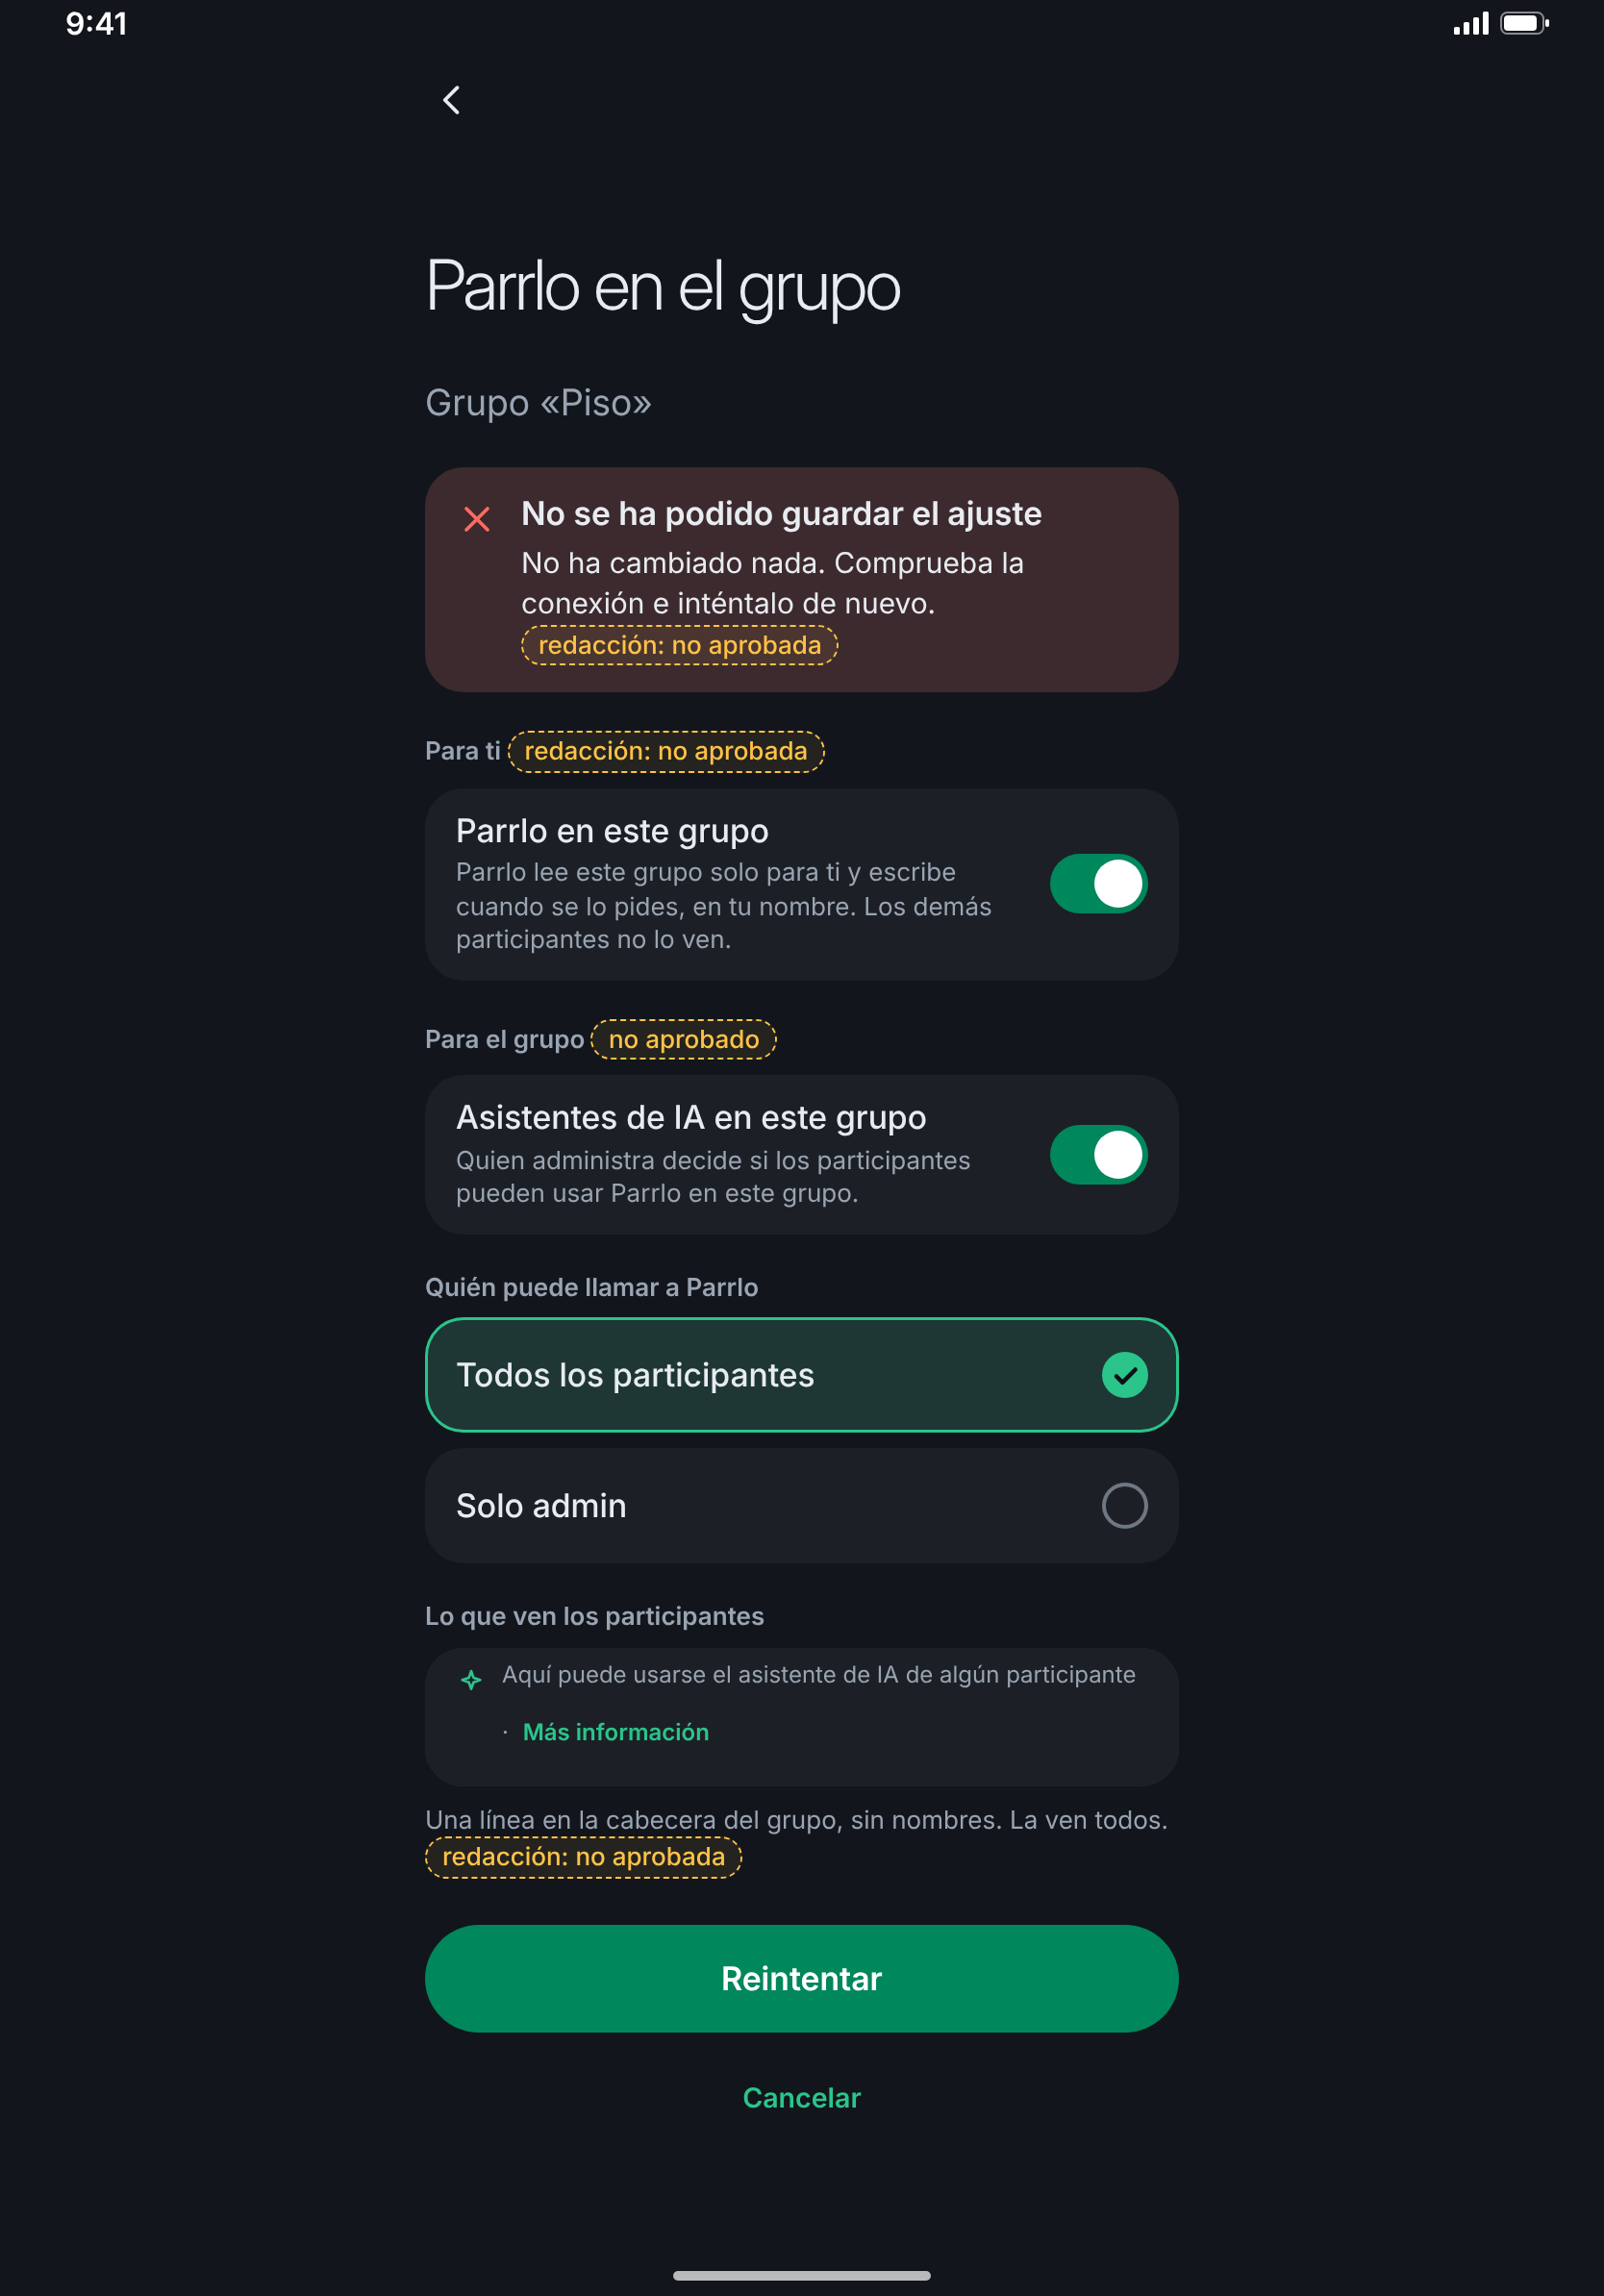 9:41
Parrlo en el grupo
Grupo «Piso»
No se ha podido guardar el ajuste
No ha cambiado nada. Comprueba la
conexión e inténtalo de nuevo.
redacción: no aprobada
Para ti redacción: no aprobada
Parrlo en este grupo
Parrlo lee este grupo solo para ti y escribe
cuando se lo pides, en tu nombre. Los demás
participantes no lo ven.
Para el grupo no aprobado
Asistentes de IA en este grupo
Quien administra decide si los participantes
pueden usar Parrlo en este grupo.
Quién puede llamar a Parrlo
Todos los participantes
Solo admin
Lo que ven los participantes
Aquí puede usarse el asistente de IA de algún participante
· Más información
Una línea en la cabecera del grupo, sin nombres. La ven todos.
redacción: no aprobada
Reintentar
Cancelar